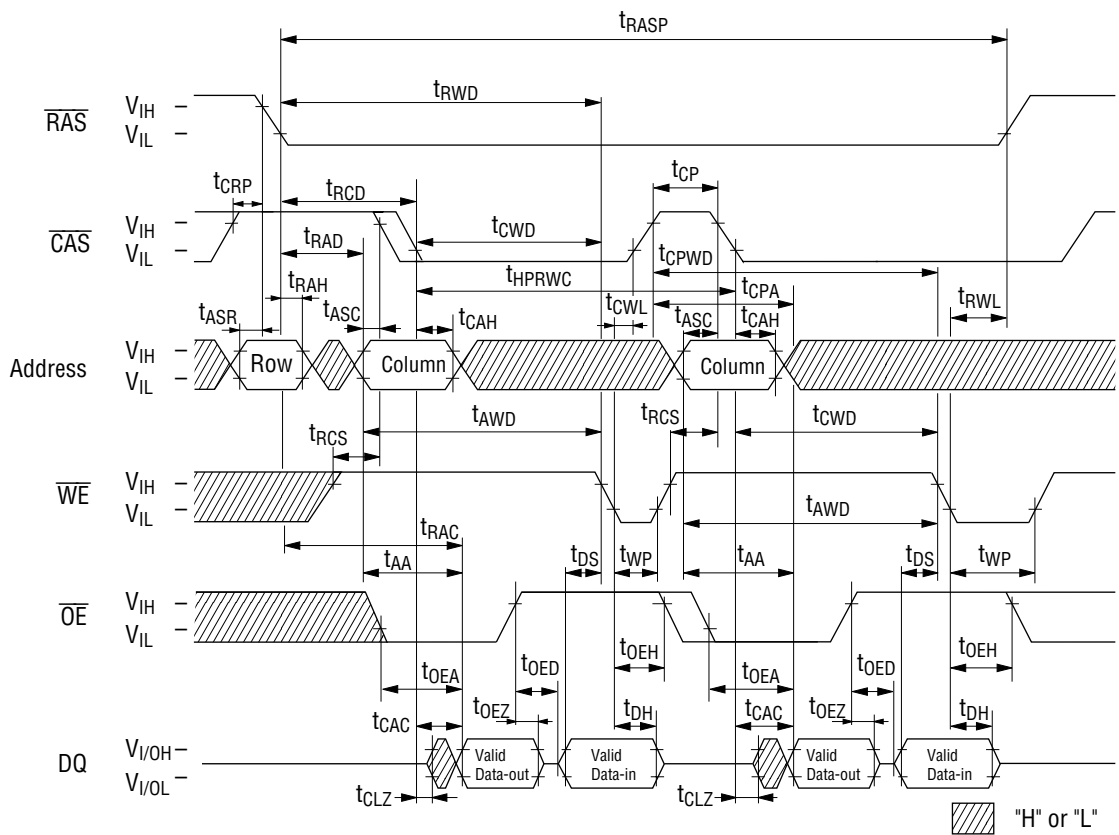 tRASP
tRWD
RAS
VIH
VIL
tCRP
tRCD
tCP
CAS
VIH
VIL
tRAD
tCWD
tCPWD
tHPRWC
tCPA
tRAH
tCWL
tRWL
tASR
tASC
tCAH
tASC
tCAH
Address
VIH
VIL
Row
Column
Column
tRCS
tAWD
tRCS
tCWD
WE
VIH
VIL
tRAC
tAWD
tAA
tDS
tWP
tAA
tDS
tWP
OE
VIH
VIL
tOEA
tOED
tOEH
tOEA
tOED
tOEH
tCAC
tOEZ
tDH
tCAC
tOEZ
tDH
DQ
VI/OH
VI/OL
Valid
Data-out
Valid
Data-in
Valid
Data-out
Valid
Data-in
tCLZ
tCLZ
"H" or "L"